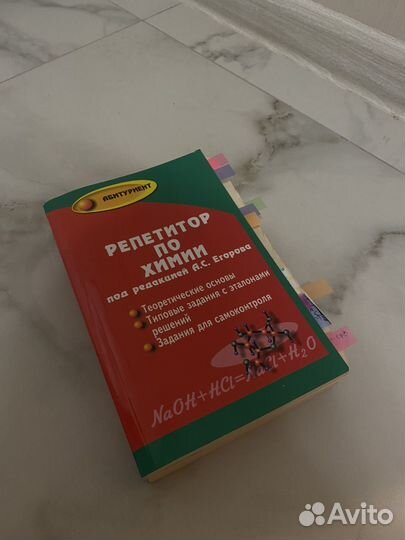 АБИТУРИЕНТ
РЕПЕТИТОР
ПО
ХИМИИ
под редакцией А.С. Егорова
Теоретические основы
Типовые задания с эталонами
решений
Задания для самоконтроля
NaOH+HCl=NaCl+H₂O
Avito